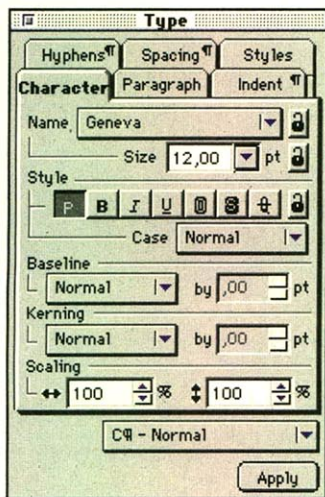 Type
Hyphens¶ Spacing¶ Styles
Character Paragraph Indent ¶
Name Geneva
Size 12,00 pt
Style
P B I U O S
Case Normal
Baseline
Normal by ,00 pt
Kerning
Normal by ,00 pt
Scaling
↔ 100 % ↕ 100 %
C¶ - Normal
Apply